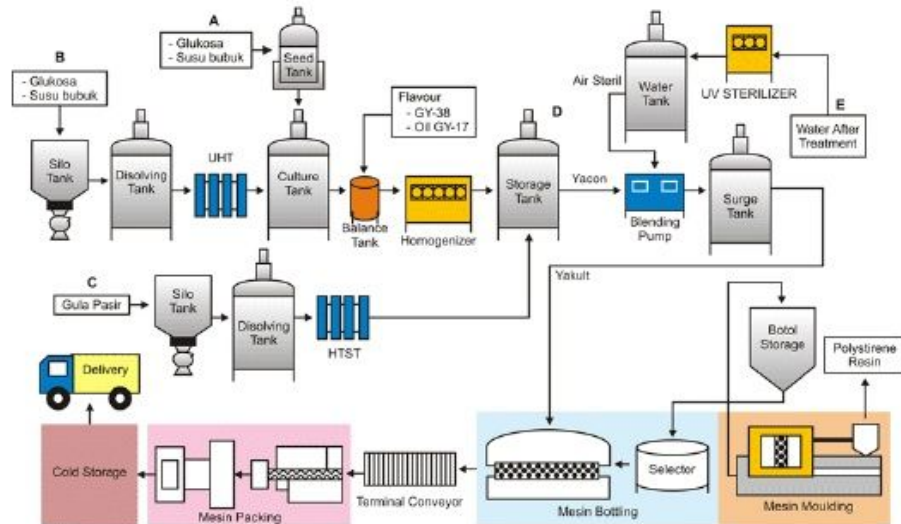 A
- Glukosa
- Susu bubuk
Seed
Tank
B
- Glukosa
- Susu bubuk
Silo
Tank
Disolving
Tank
UHT
Culture
Tank
Flavour
- GY-38
- Oil GY-17
Balance
Tank
Homogenizer
D
Storage
Tank
Yacon
Air Steril
Water
Tank
UV STERILIZER
E
Water After
Treatment
Blending
Pump
Surge
Tank
Yakult
C
Gula Pasir
Silo
Tank
Disolving
Tank
HTST
Botol
Storage
Polystirene
Resin
Delivery
Cold Storage
Mesin Packing
Terminal Conveyor
Mesin Bottling
Selector
Mesin Moulding